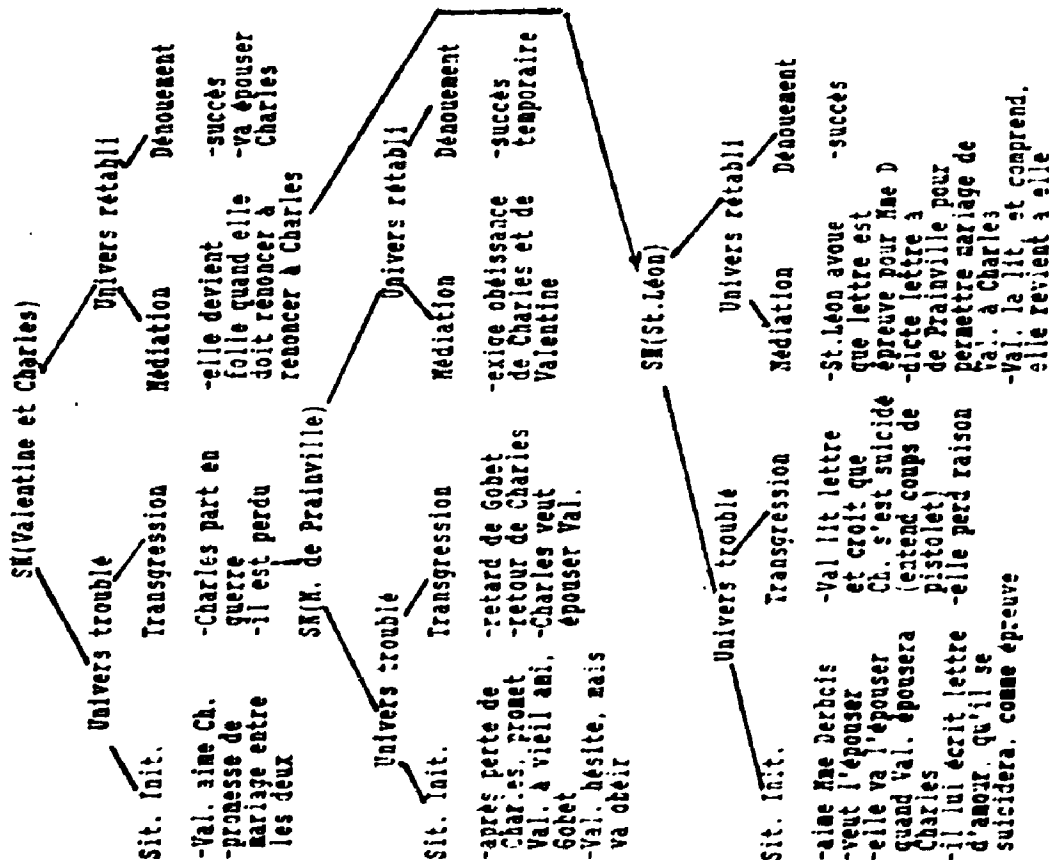 SN(Valentine et Charles)
Univers trouble
Univers rétabli
Sit. Init.
Transgression
Médiation
Dénouement
-Val. aime Ch.
-promesse de
mariage entre
les deux
-Charles part en
guerre
-il est perdu
-elle devient
folle quand elle
doit renoncer à
renoncer à Charles
-succès
-va épouser
Charles
SN(M. de Prainville)
Univers trouble
Univers rétabli
Sit. Init.
Transgression
Médiation
Dénouement
-après perte de
Charles, promet
Val. à vieil ami,
Gobet
-Val. hésite, mais
va obéir
-retard de Gobet
-retour de Charles
-Charles veut
épouser Val.
-exige obéissance
de Charles et de
Valentine
-succès
temporaire
SN(St.Léon)
Univers trouble
Univers rétabli
Sit. Init.
Transgression
Médiation
Dénouement
-aime Mme Derbois
-veut l'épouser
-elle va l'épouser
quand Val. épousera
Charles
-il lui écrit lettre
d'amour, qu'il se
suicidera, comme épreuve
-Val lit lettre
et croit que
Ch. s'est suicidé
(entend coups de
pistolet)
-elle perd raison
-St.Léon avoue
que lettre est
épreuve pour Mme D
-dicte lettre à
de Prainville pour
permettre mariage de
Val. à Charles
-Val. la lit, et comprend,
elle revient à elle
-succès